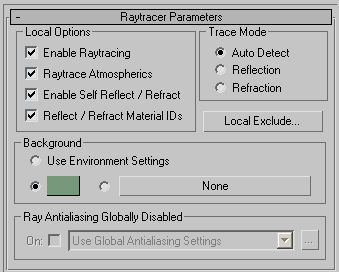 - Raytracer Parameters
Local Options
Enable Raytracing
Raytrace Atmospherics
Enable Self Reflect / Refract
Reflect / Refract Material IDs
Trace Mode
Auto Detect
Reflection
Refraction
Local Exclude...
Background
Use Environment Settings
None
Ray Antialiasing Globally Disabled
On: Use Global Antialiasing Settings ...